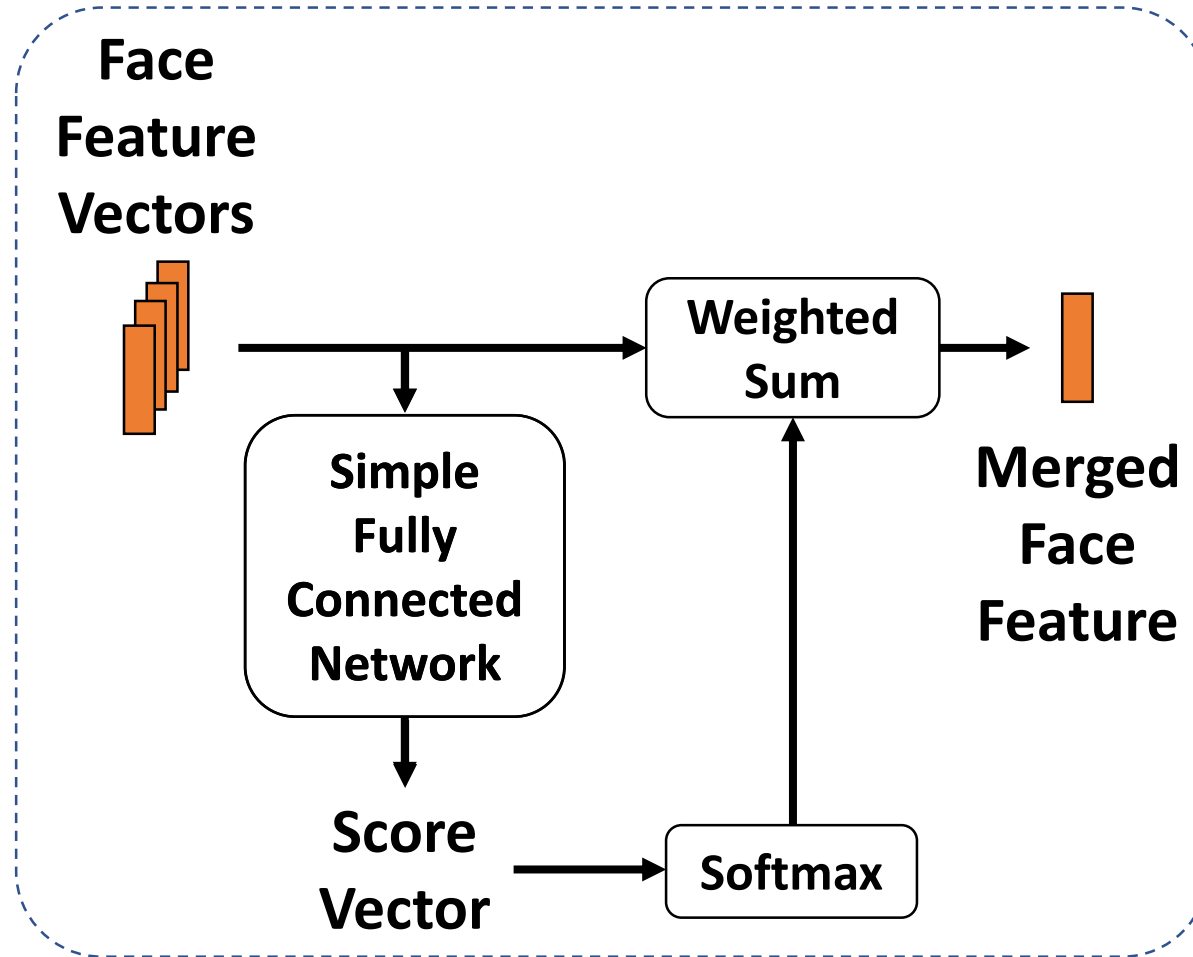 Face
Feature
Vectors
Weighted
Sum
Simple
Fully
Connected
Network
Merged
Face
Feature
Score
Vector
Softmax